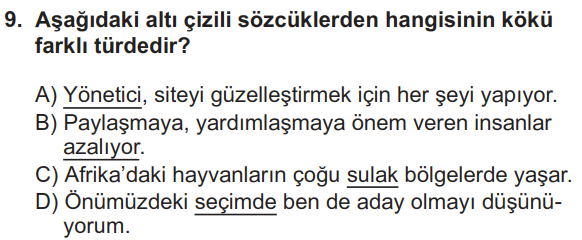 9. Aşağıdaki altı çizili sözcüklerden hangisinin kökü
farklı türdedir?
A) Yönetici, siteyi güzelleştirmek için her şeyi yapıyor.
B) Paylaşmaya, yardımlaşmaya önem veren insanlar
azalıyor.
C) Afrika’daki hayvanların çoğu sulak bölgelerde yaşar.
D) Önümüzdeki seçimde ben de aday olmayı düşünü-
yorum.